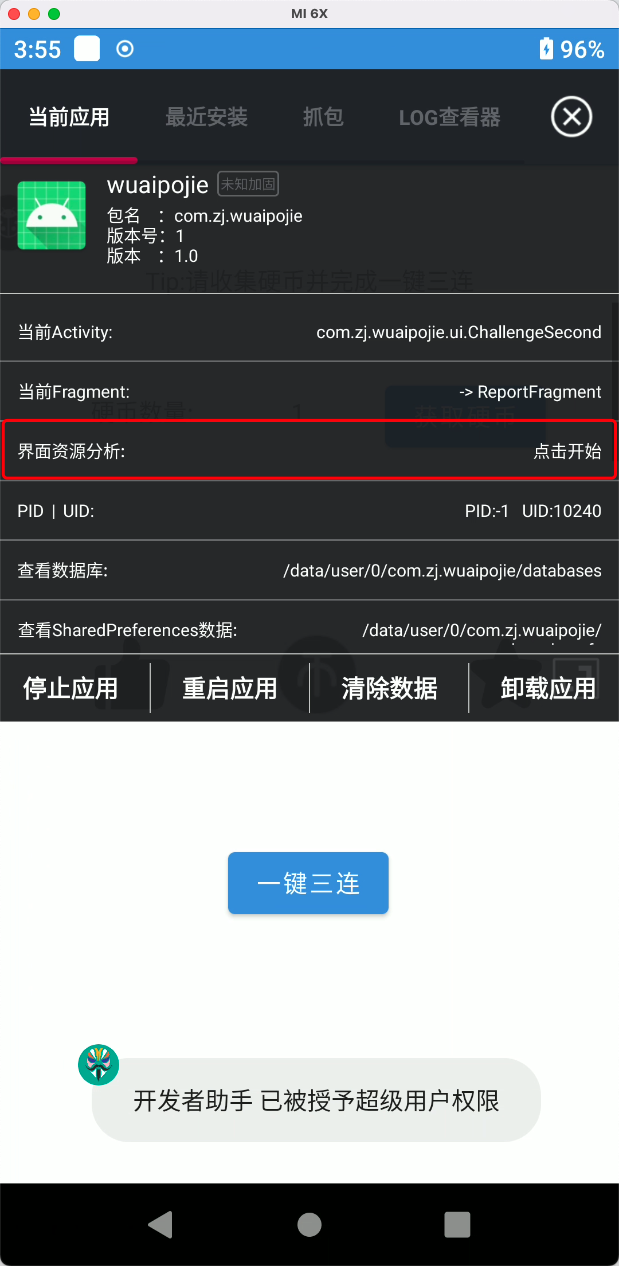 MI 6X
3:55
96%
当前应用
最近安装
抓包
LOG查看器
wuaipojie
未知加固
包名 ：com.zj.wuaipojie
版本号：1
版本 ：1.0
Tip:请收集硬币并完成一键三连
当前Activity:
com.zj.wuaipojie.ui.ChallengeSecond
当前Fragment:
-> ReportFragment
硬币数量:
1
获取硬币
界面资源分析:
点击开始
PID | UID:
PID:-1 UID:10240
查看数据库:
/data/user/0/com.zj.wuaipojie/databases
查看SharedPreferences数据:
/data/user/0/com.zj.wuaipojie/
停止应用
重启应用
清除数据
卸载应用
一键三连
开发者助手 已被授予超级用户权限